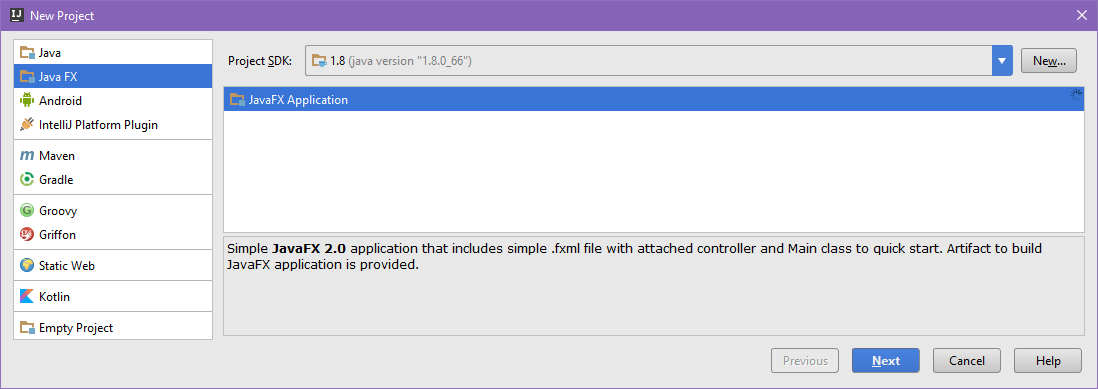 New Project
Java
Java FX
Android
IntelliJ Platform Plugin
Maven
Gradle
Groovy
Griffon
Static Web
Kotlin
Empty Project
Project SDK: 1.8 (java version "1.8.0_66") New...
JavaFX Application
Simple JavaFX 2.0 application that includes simple .fxml file with attached controller and Main class to quick start. Artifact to build
JavaFX application is provided.
Previous Next Cancel Help